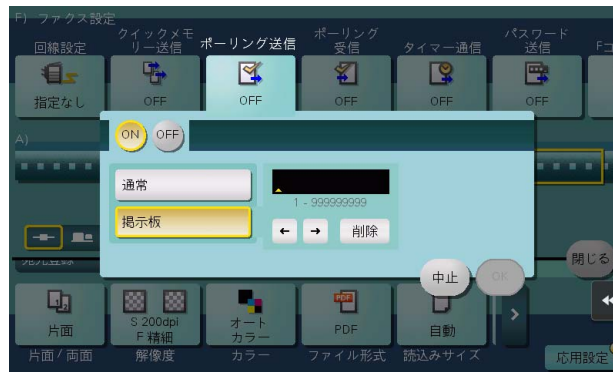 F) ファクス設定
回線設定
クイックメモ
リー送信
ポーリング送信
ポーリング
受信
タイマー通信
パスワード
送信
Fコ
指定なし
OFF
OFF
OFF
OFF
OFF
A)
ON
OFF
通常
掲示板
1 - 999999999
←
→
削除
中止
OK
閉じる
宛先登録
片面
S 200dpi
F 精細
オート
カラー
PDF
PDF
自動
片面 / 両面
解像度
カラー
ファイル形式
読込みサイズ
応用設定